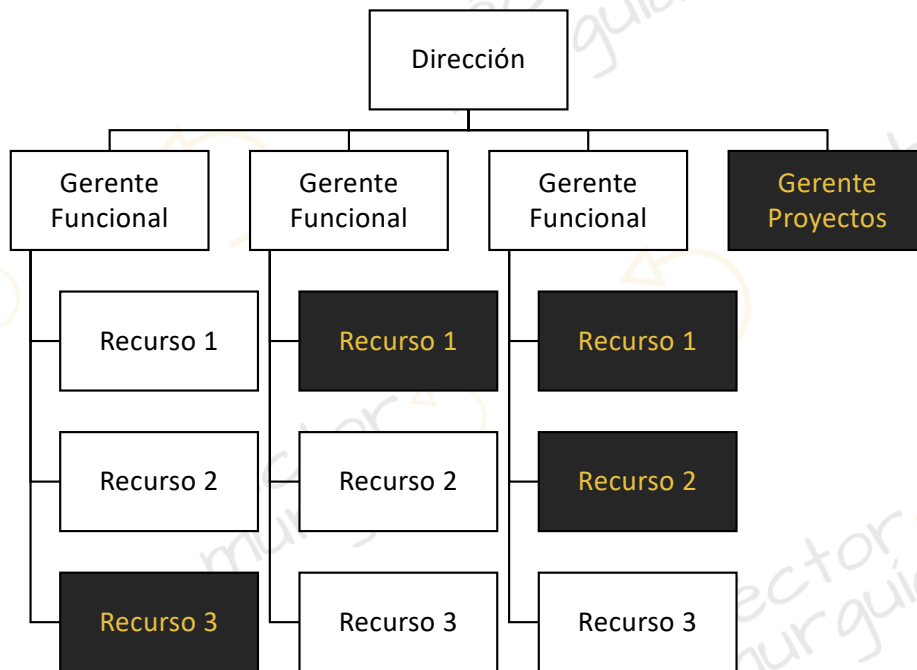 Dirección
Gerente
Funcional
Gerente
Funcional
Gerente
Funcional
Gerente
Proyectos
Recurso 1
Recurso 1
Recurso 1
Recurso 2
Recurso 2
Recurso 2
Recurso 3
Recurso 3
Recurso 3